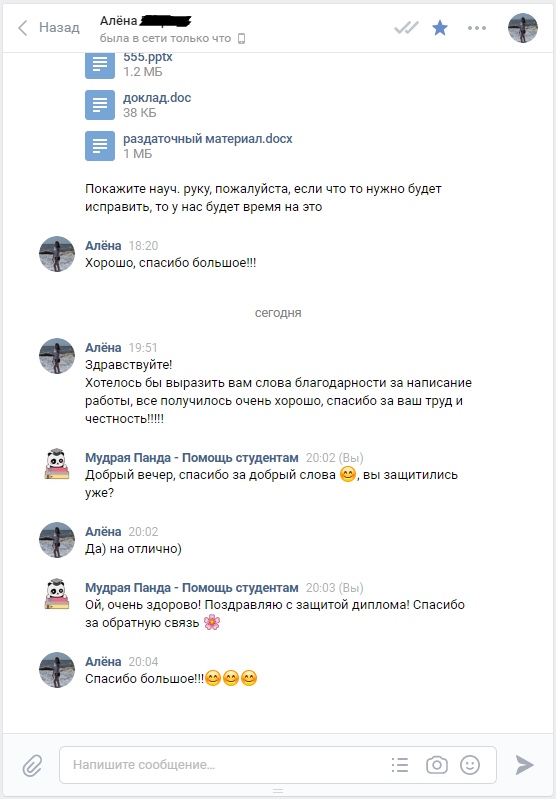 Назад
Алёна
была в сети только что
555.pptx
1.2 МБ
доклад.doc
38 КБ
раздаточный материал.docx
1 МБ
Покажите науч. руку, пожалуйста, если что то нужно будет
исправить, то у нас будет время на это
Алёна 18:20
Хорошо, спасибо большое!!!
сегодня
Алёна 19:51
Здравствуйте!
Хотелось бы выразить вам слова благодарности за написание
работы, все получилось очень хорошо, спасибо за ваш труд и
честность!!!!!
Мудрая Панда - Помощь студентам 20:02 (Вы)
Добрый вечер, спасибо за добрый слова 😊, вы защитились
уже?
Алёна 20:02
Да) на отлично)
Мудрая Панда - Помощь студентам 20:03 (Вы)
Ой, очень здорово! Поздравляю с защитой диплома! Спасибо
за обратную связь 🌸
Алёна 20:04
Спасибо большое!!!😊😊😊
Напишите сообщение...